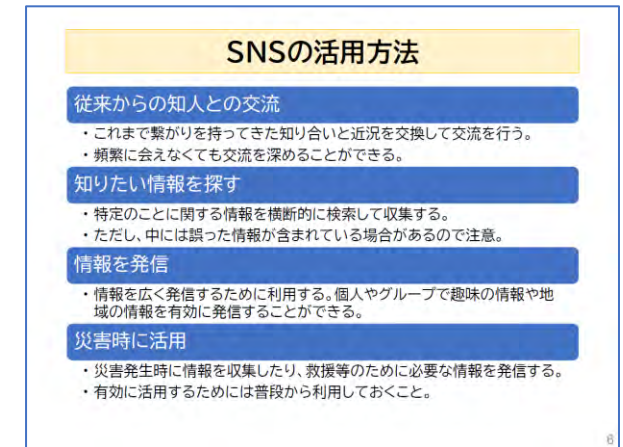 SNSの活用方法
従来からの知人との交流
・これまで繋がりを持ってきた知り合いと近況を交換して交流を行う。
・頻繁に会えなくても交流を深めることができる。
知りたい情報を探す
・特定のことに関する情報を横断的に検索して収集する。
・ただし、中には誤った情報が含まれている場合があるので注意。
情報を発信
・情報を広く発信するために利用する。個人やグループで趣味の情報や地
域の情報を有効に発信することができる。
災害時に活用
・災害発生時に情報を収集したり、救援等のために必要な情報を発信する。
・有効に活用するためには普段から利用しておくこと。
6